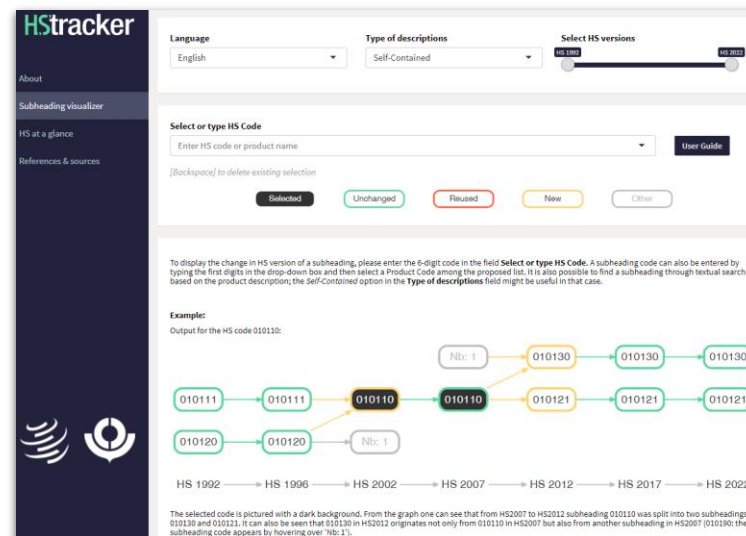 HStracker
About
Subheading visualizer
HS at a glance
References & sources
Language
Type of descriptions
Select HS versions
English
Self-Contained
HS 1992
HS 2022
Select or type HS Code
Enter HS code or product name
User Guide
[Backspace] to delete existing selection
Selected
Unchanged
Reused
New
Other
To display the change in HS version of a subheading, please enter the 6-digit code in the field Select or type HS Code. A subheading code can also be entered by
typing the first digits in the drop-down box and then select a Product Code among the proposed list. It is also possible to find a subheading through textual search
based on the product description; the Self-Contained option in the Type of descriptions field might be useful in that case.
Example:
Output for the HS code 010110:
Nb: 1
010130
010130
010130
010111
010111
010110
010110
010121
010121
010121
010120
010120
Nb: 1
HS 1992
HS 1996
HS 2002
HS 2007
HS 2012
HS 2017
HS 2022
The selected code is pictured with a dark background. From the graph one can see that from HS2007 to HS2012 subheading 010110 was split into two subheadings
010130 and 010121. It can also be seen that 010130 in HS2012 originates not only from 010110 in HS2007 but also from another subheading in HS2007 (010190: the
subheading code appears by hovering over 'Nb: 1').